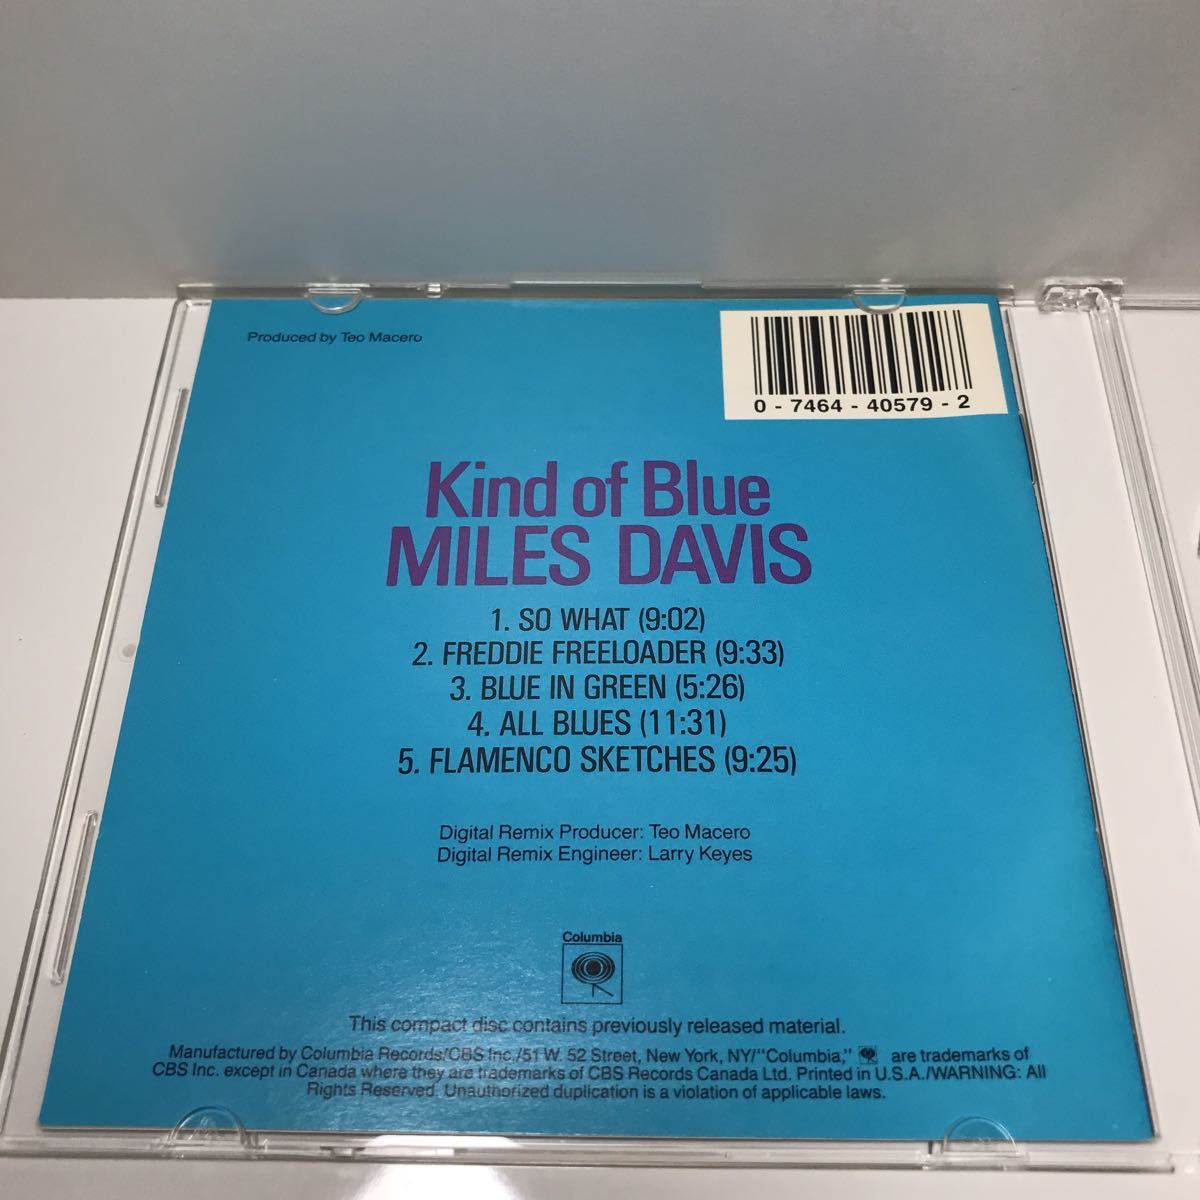 Produced by Teo Macero
0 - 7464 - 40579 - 2
Kind of Blue
MILES DAVIS
1. SO WHAT (9:02)
2. FREDDIE FREELOADER (9:33)
3. BLUE IN GREEN (5:26)
4. ALL BLUES (11:31)
5. FLAMENCO SKETCHES (9:25)
Digital Remix Producer: Teo Macero
Digital Remix Engineer: Larry Keyes
Columbia
This compact disc contains previously released material.
Manufactured by Columbia Records/CBS Inc./51 W. 52 Street, New York, NY/"Columbia," are trademarks of
CBS Inc. except in Canada where they are trademarks of CBS Records Canada Ltd. Printed in U.S.A./WARNING: All
Rights Reserved. Unauthorized duplication is a violation of applicable laws.